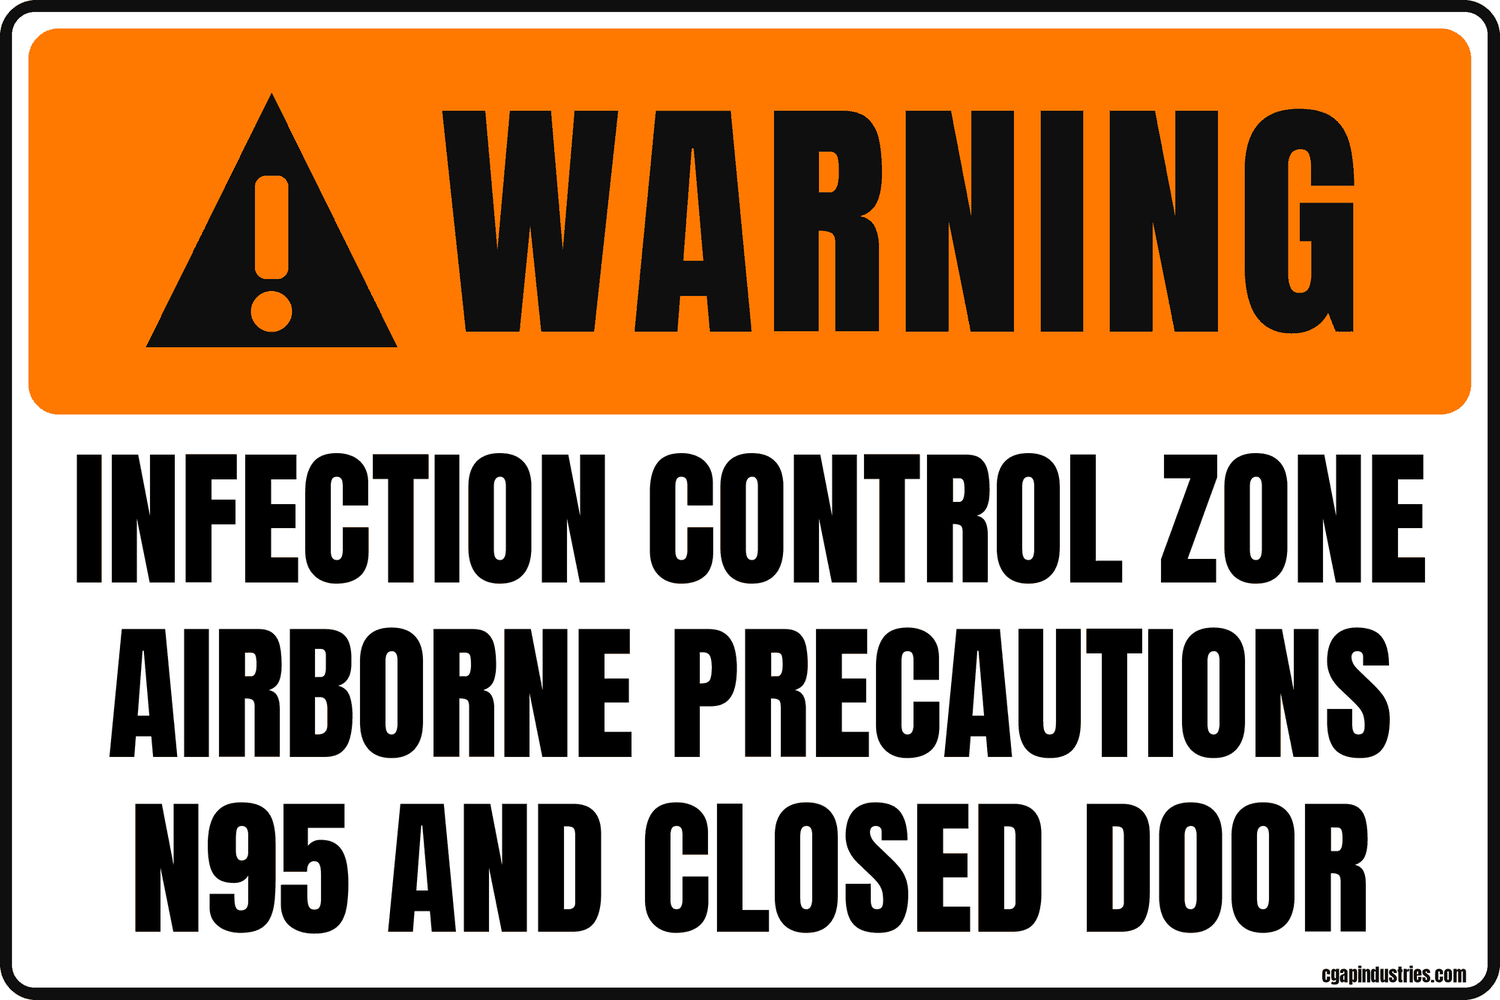 WARNING
INFECTION CONTROL ZONE
AIRBORNE PRECAUTIONS
N95 AND CLOSED DOOR
cgapindustries.com